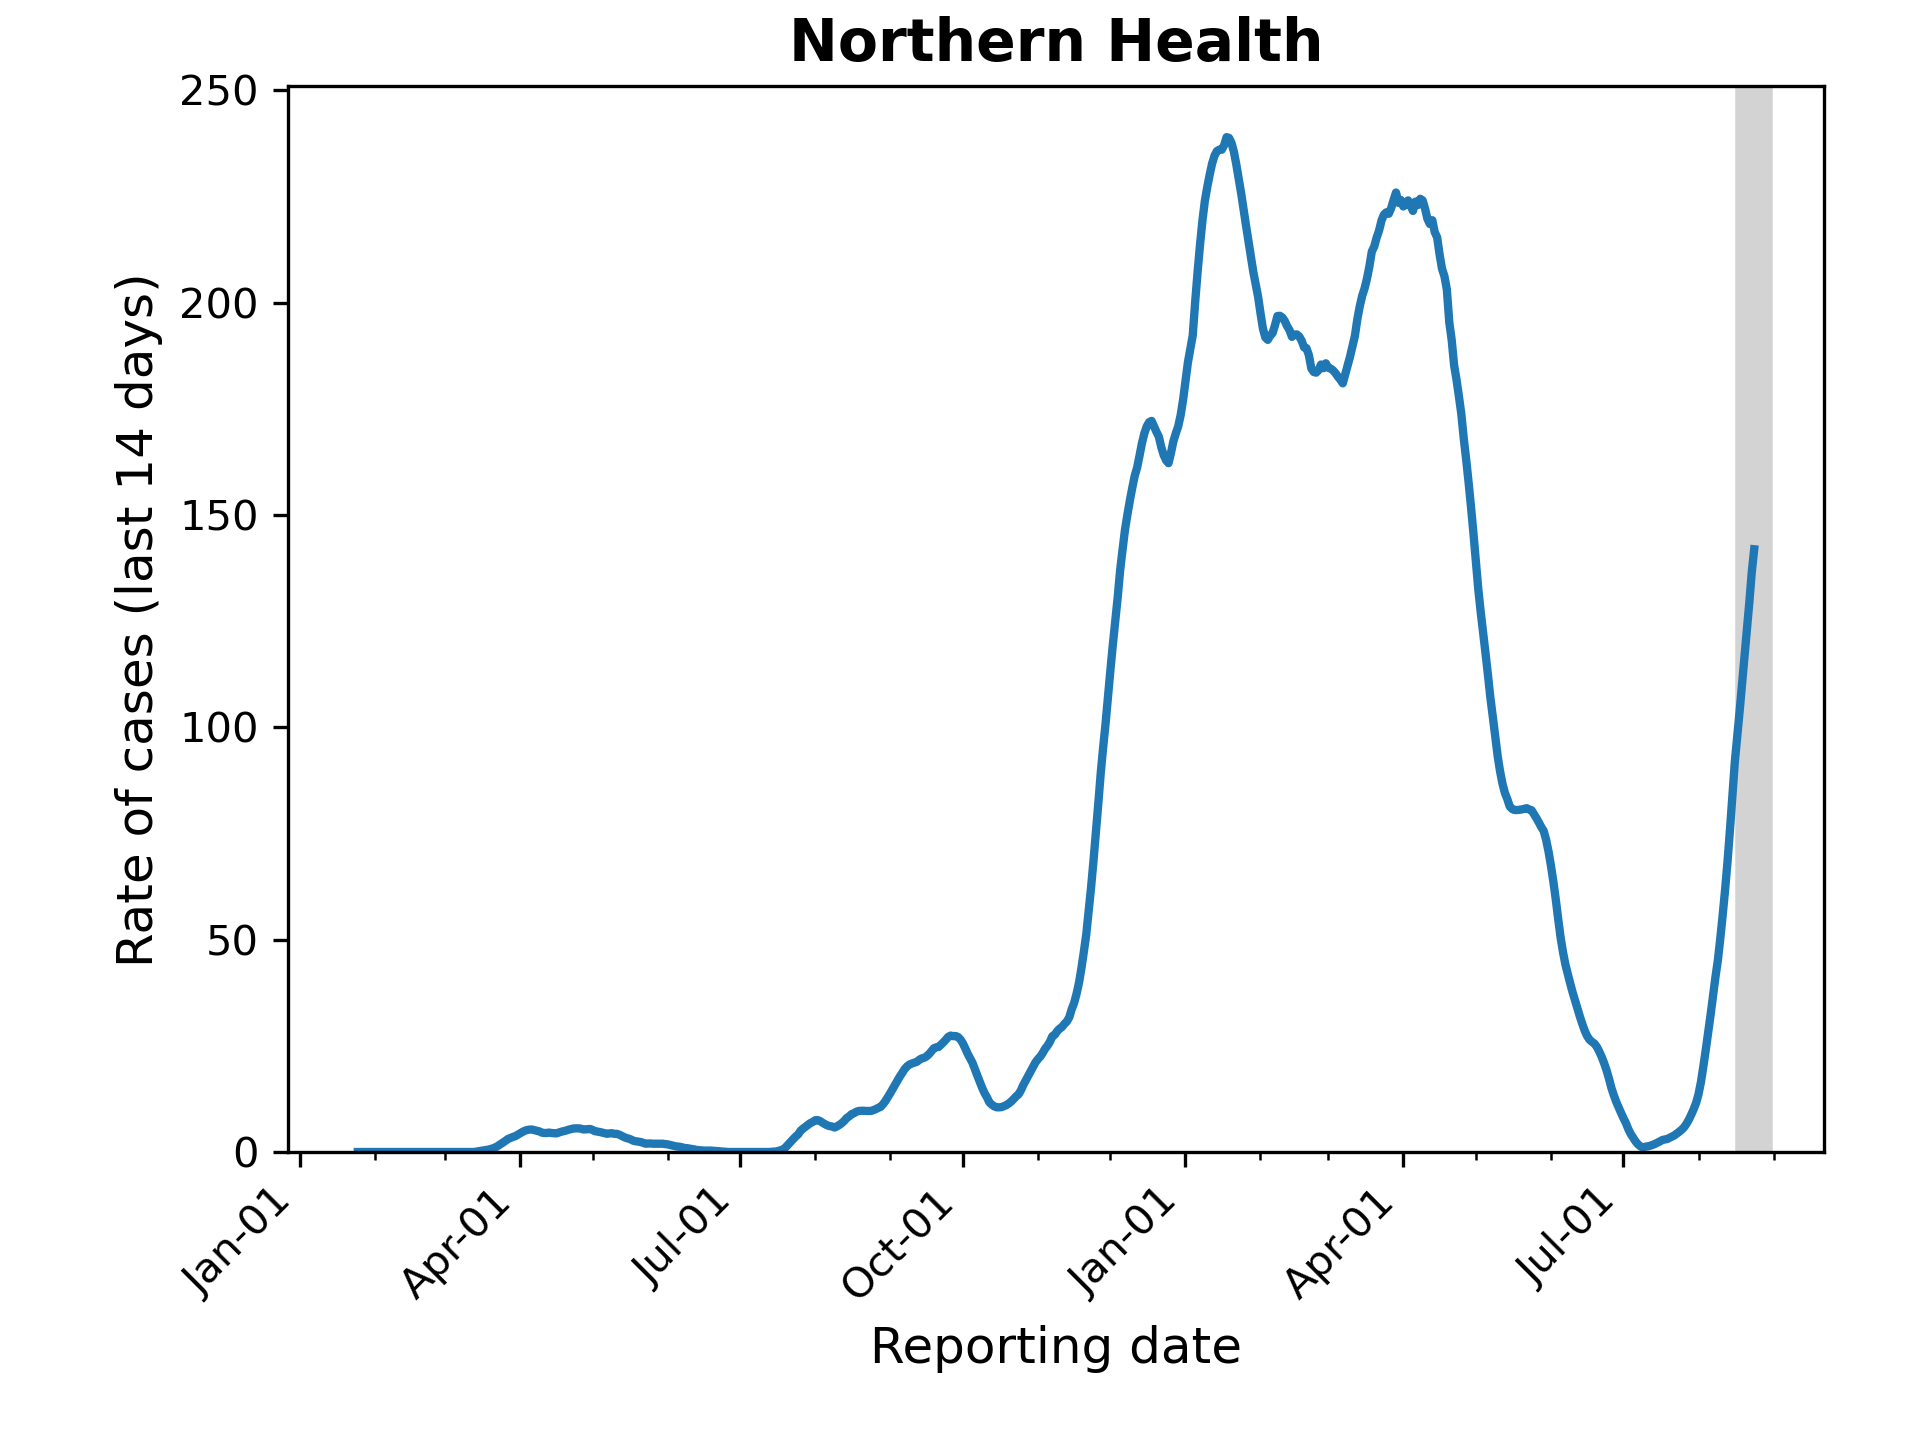 Northern Health
Rate of cases (last 14 days)
250
200
150
100
50
0
Jan-01
Apr-01
Jul-01
Oct-01
Jan-01
Apr-01
Jul-01
Reporting date